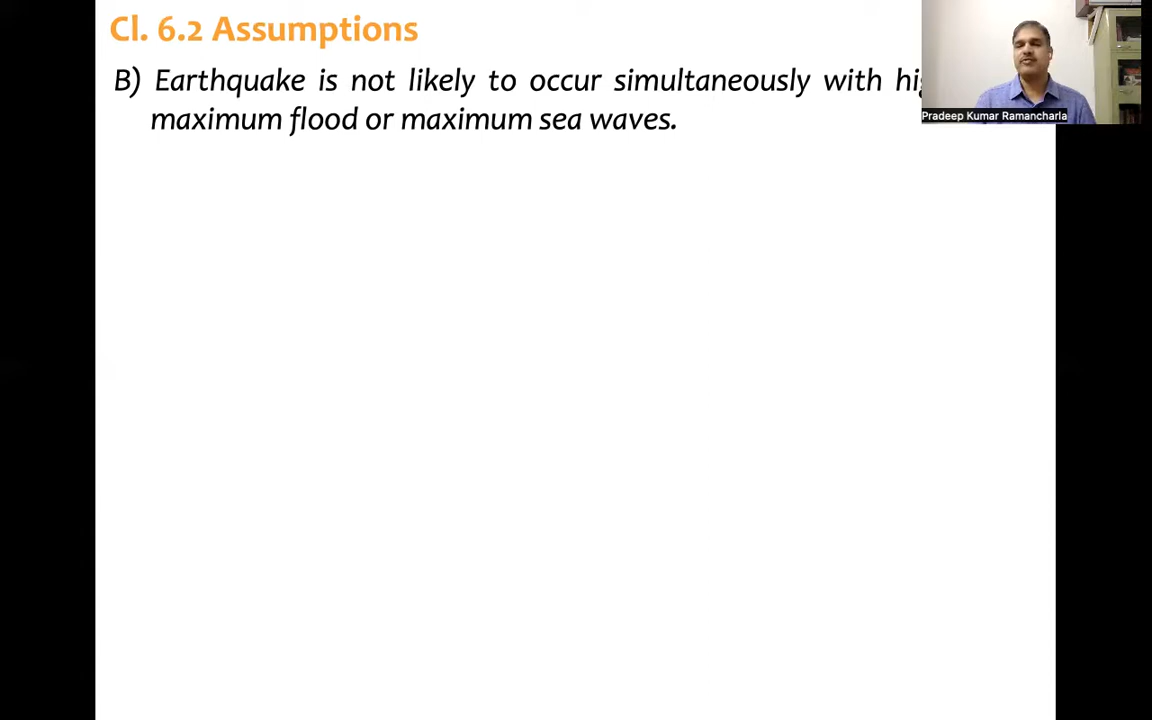 Cl. 6.2 Assumptions
B) Earthquake is not likely to occur simultaneously with
maximum flood or maximum sea waves.
Pradeep Kumar Ramancharla